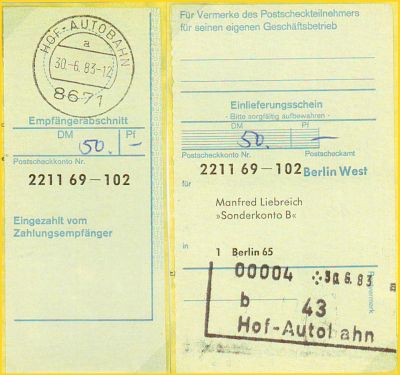 HOF-AUTOBAHN
a
30.-6. 83-12
8671
Empfängerabschnitt
DM Pf
50. —
Postscheckkonto Nr.
2211 69-102
Eingezahlt vom
Zahlungsempfänger
Für Vermerke des Postscheckteilnehmers
für seinen eigenen Geschäftsbetrieb
Einlieferungsschein
- Bitte sorgfältig aufbewahren -
DM Pf
50. —
Postscheckkonto Nr. Postscheckamt
2211 69-102 Berlin West
für
Manfred Liebreich
»Sonderkonto B«
in
1 Berlin 65
00004 30.6.83
b 43
Hof-Autobahn